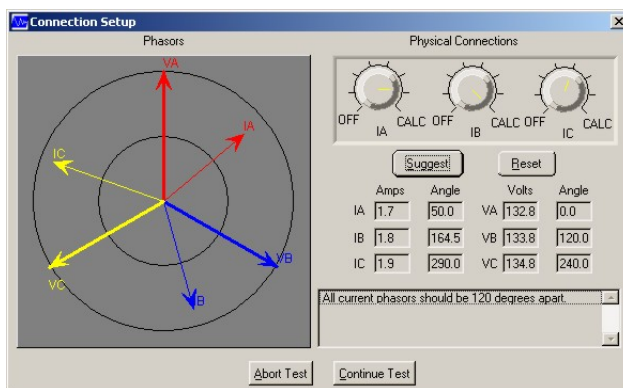 Connection Setup
Phasors
VA
IA
IC
VB
VC
B
Physical Connections
OFF IA CALC OFF IB CALC OFF IC CALC
Suggest Reset
Amps Angle Volts Angle
IA 1.7 50.0 VA 132.8 0.0
IB 1.8 164.5 VB 133.8 120.0
IC 1.9 290.0 VC 134.8 240.0
All current phasors should be 120 degrees apart.
Abort Test Continue Test